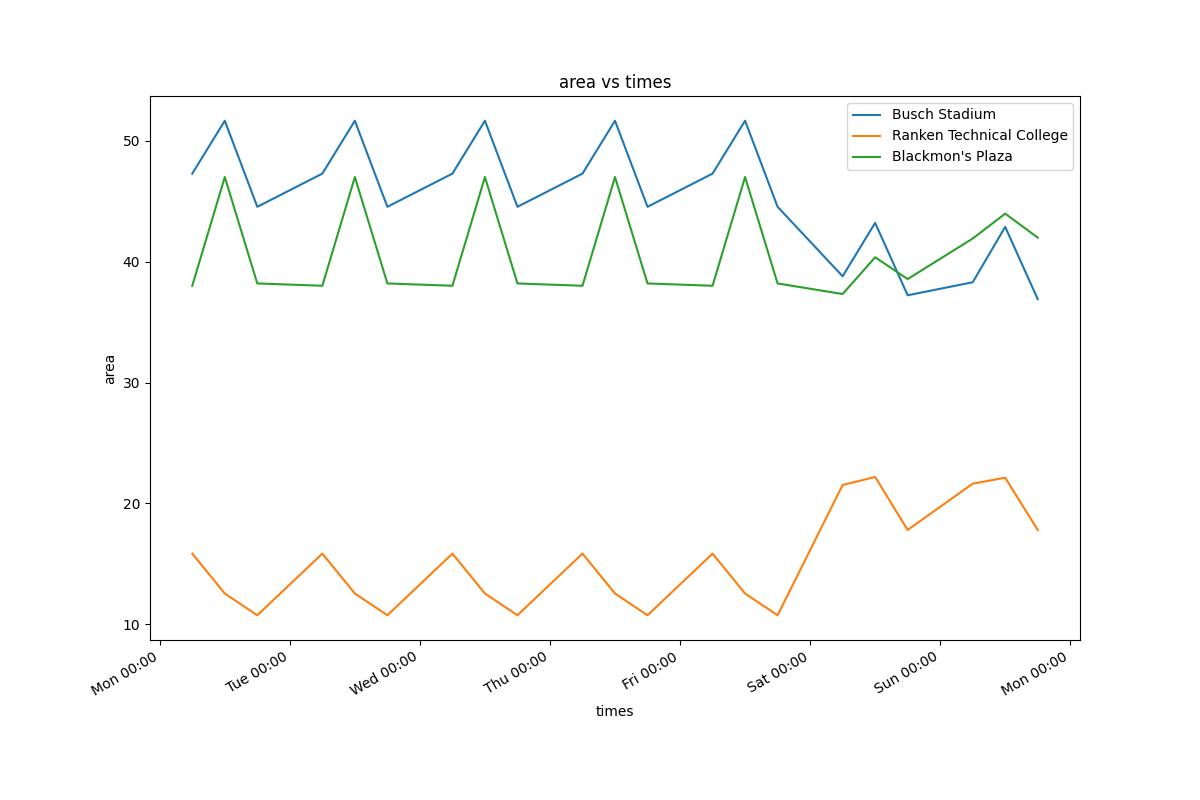 area vs times
Busch Stadium
Ranken Technical College
Blackmon's Plaza
area
50
40
30
20
10
Mon 00:00
Tue 00:00
Wed 00:00
Thu 00:00
Fri 00:00
Sat 00:00
Sun 00:00
Mon 00:00
times